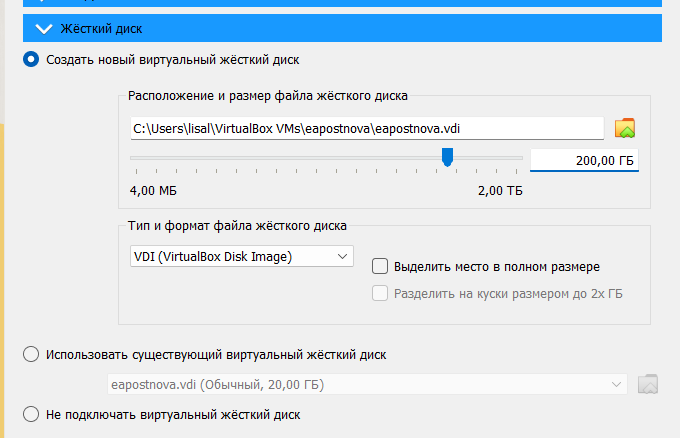 Жёсткий диск
Создать новый виртуальный жёсткий диск
Расположение и размер файла жёсткого диска
C:\Users\lisal\VirtualBox VMs\eapostnova\eapostnova.vdi
200,00 ГБ
4,00 МБ 2,00 ТБ
Тип и формат файла жёсткого диска
VDI (VirtualBox Disk Image)
Выделить место в полном размере
Разделить на куски размером до 2х ГБ
Использовать существующий виртуальный жёсткий диск
eapostnova.vdi (Обычный, 20,00 ГБ)
Не подключать виртуальный жёсткий диск